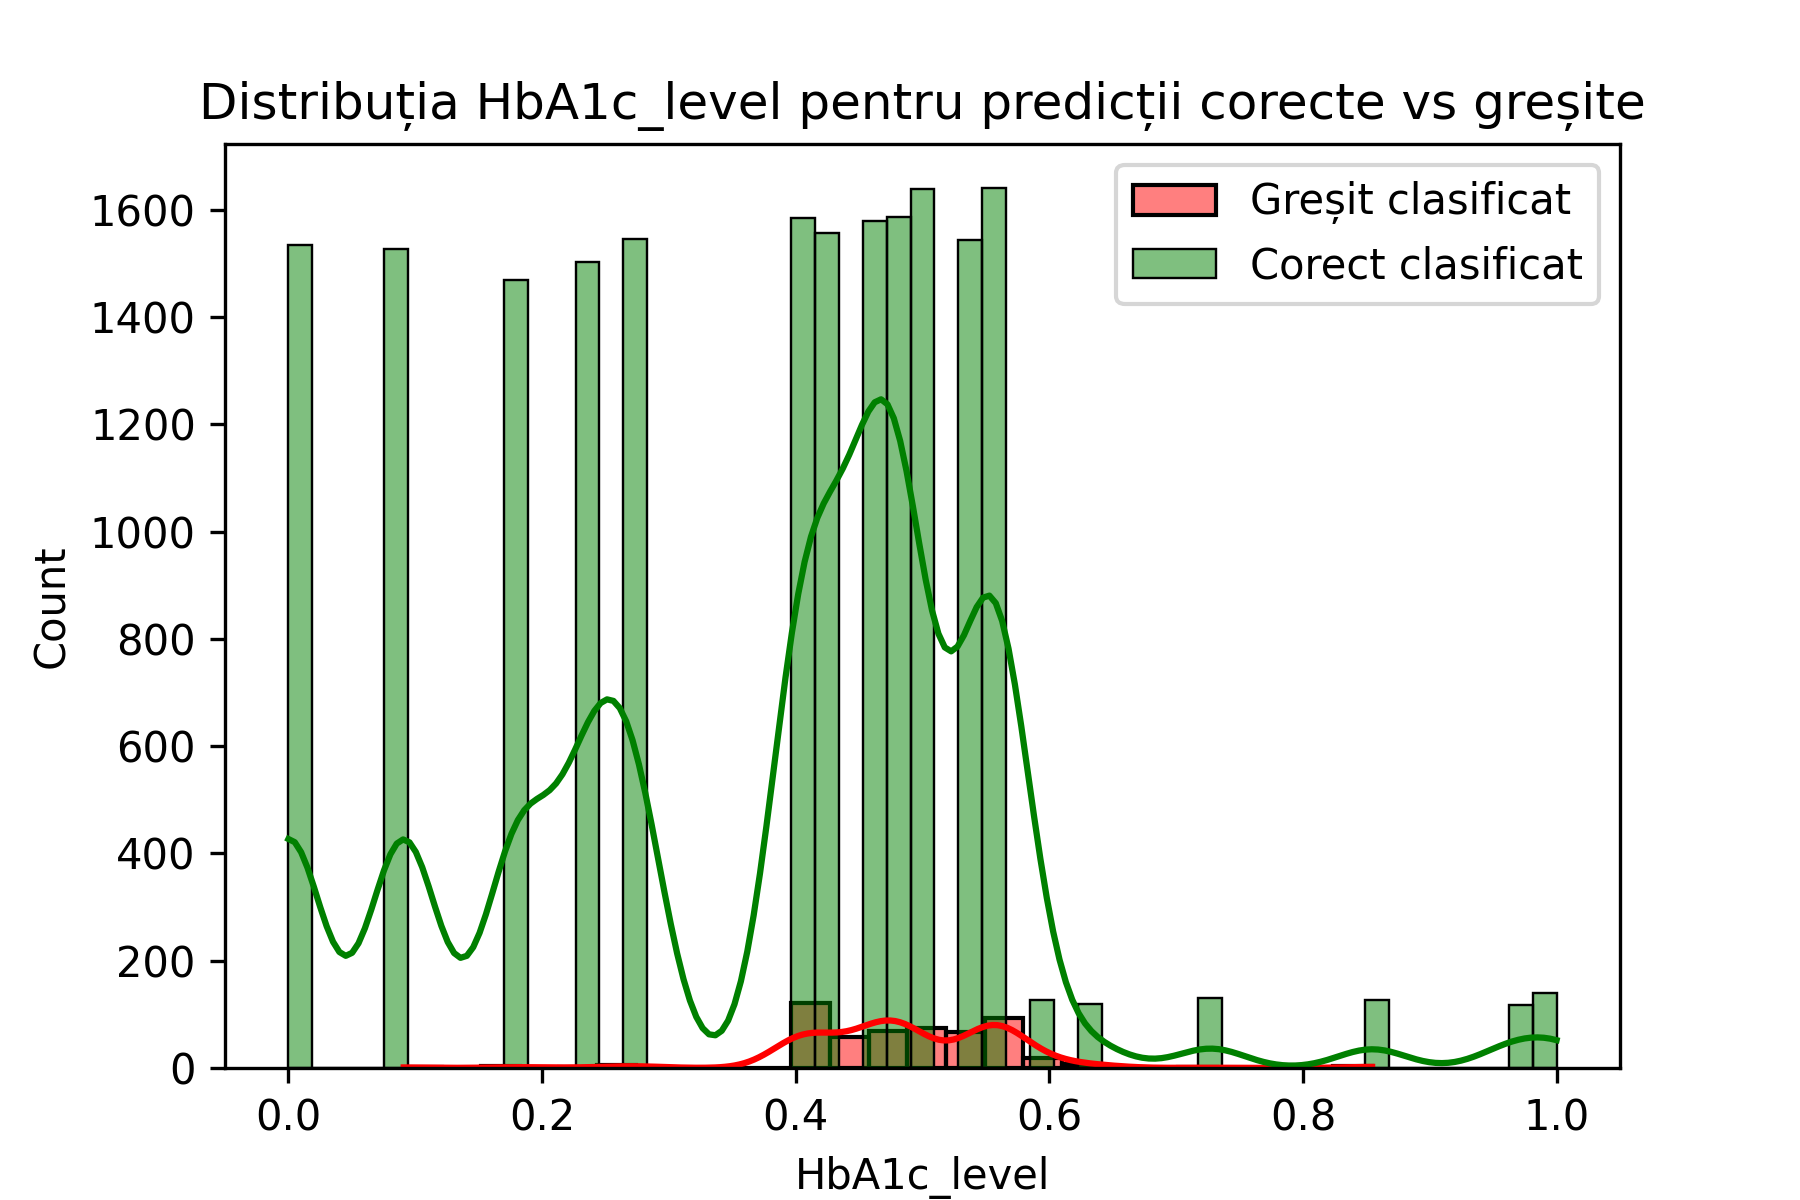 Distribuția HbA1c_level pentru predicții corecte vs greșite
Greșit clasificat
Corect clasificat
1600
1400
1200
1000
800
600
400
200
0
Count
0.0 0.2 0.4 0.6 0.8 1.0
HbA1c_level